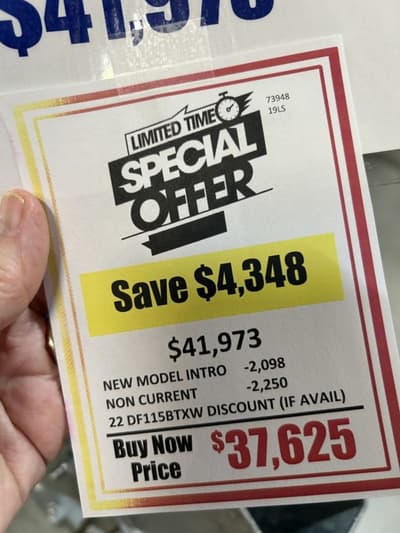 $41,973
73948
19LS
LIMITED TIME
SPECIAL
OFFER
Save $4,348
$41,973
NEW MODEL INTRO -2,098
NON CURRENT -2,250
22 DF115BTXW DISCOUNT (IF AVAIL)
Buy Now
Price
$37,625